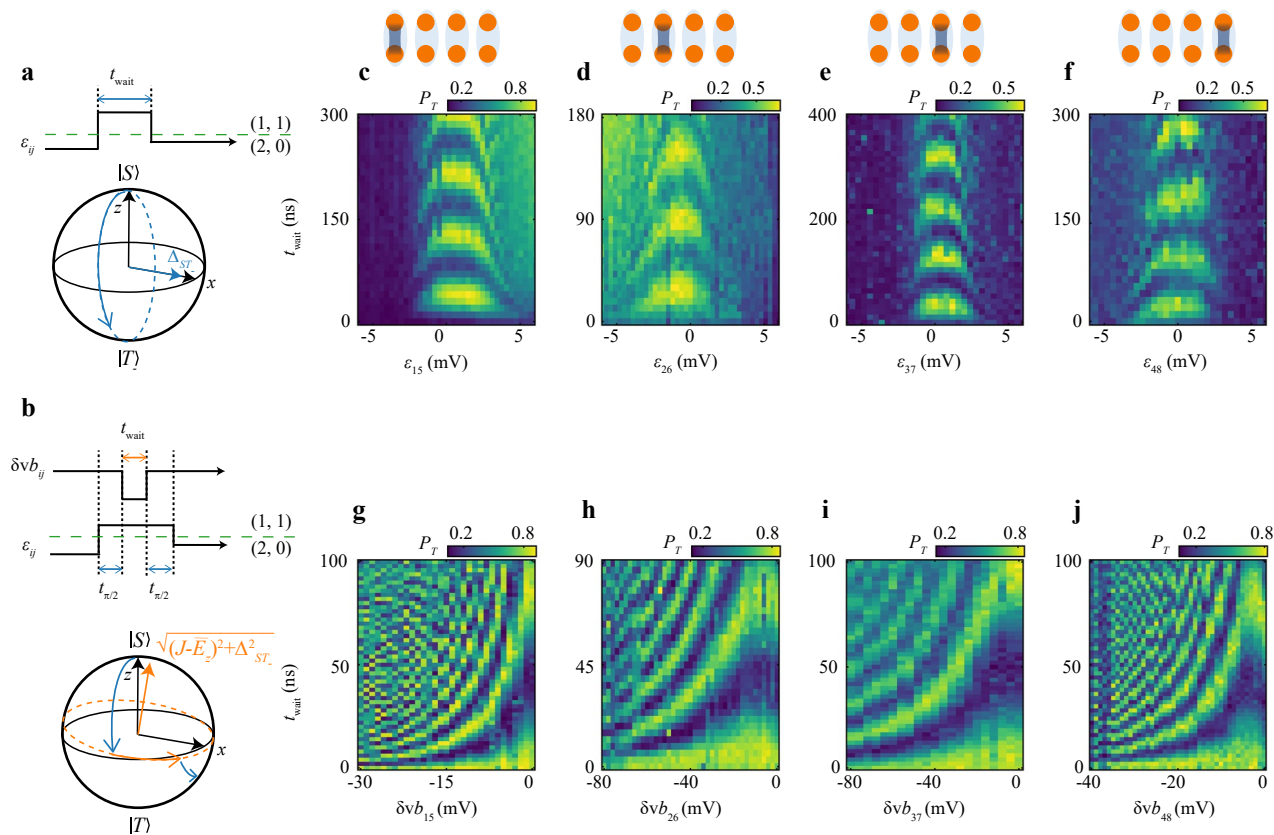 a
t_wait
(1, 1)
(2, 0)
ε_ij
|S⟩
z
Δ_ST_-
x
|T_-⟩
b
t_wait
δvb_ij
(1, 1)
(2, 0)
ε_ij
t_π/2 t_π/2
|S⟩
√(J-E̅_z)²+Δ²_ST_-
z
x
|T⟩
c
P_T 0.2 0.8
300
150
0
t_wait (ns)
-5 0 5
ε_15 (mV)
d
P_T 0.2 0.5
180
90
0
-5 0 5
ε_26 (mV)
e
P_T 0.2 0.5
400
200
0
-5 0 5
ε_37 (mV)
f
P_T 0.2 0.5
300
150
0
-5 0 5
ε_48 (mV)
g
P_T 0.2 0.8
100
50
0
t_wait (ns)
-30 -15 0
δvb_15 (mV)
h
P_T 0.2 0.8
90
45
0
-80 -40 0
δvb_26 (mV)
i
P_T 0.2 0.8
100
50
0
-80 -40 0
δvb_37 (mV)
j
P_T 0.2 0.8
100
50
0
-40 -20 0
δvb_48 (mV)